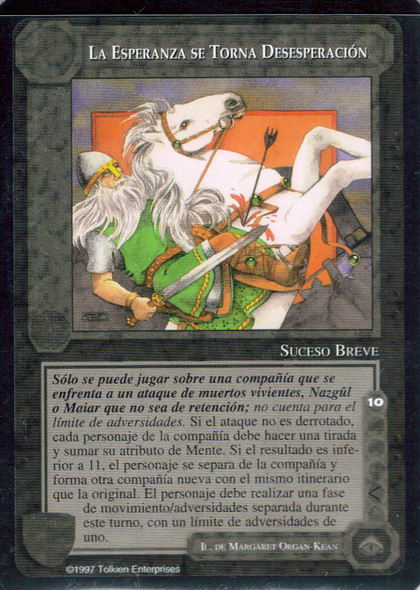 La Esperanza se Torna Desesperación
Suceso Breve
Sólo se puede jugar sobre una compañía que se
enfrenta a un ataque de muertos vivientes, Nazgûl
o Maiar que no sea de retención; no cuenta para el
límite de adversidades. Si el ataque no es derrotado,
cada personaje de la compañía debe hacer una tirada
y sumar su atributo de Mente. Si el resultado es infe-
rior a 11, el personaje se separa de la compañía y
forma otra compañía nueva con el mismo itinerario
que la original. El personaje debe realizar una fase
de movimiento/adversidades separada durante
este turno, con un límite de adversidades de
uno.
10
Il. de Margaret Organ-Kean
©1997 Tolkien Enterprises